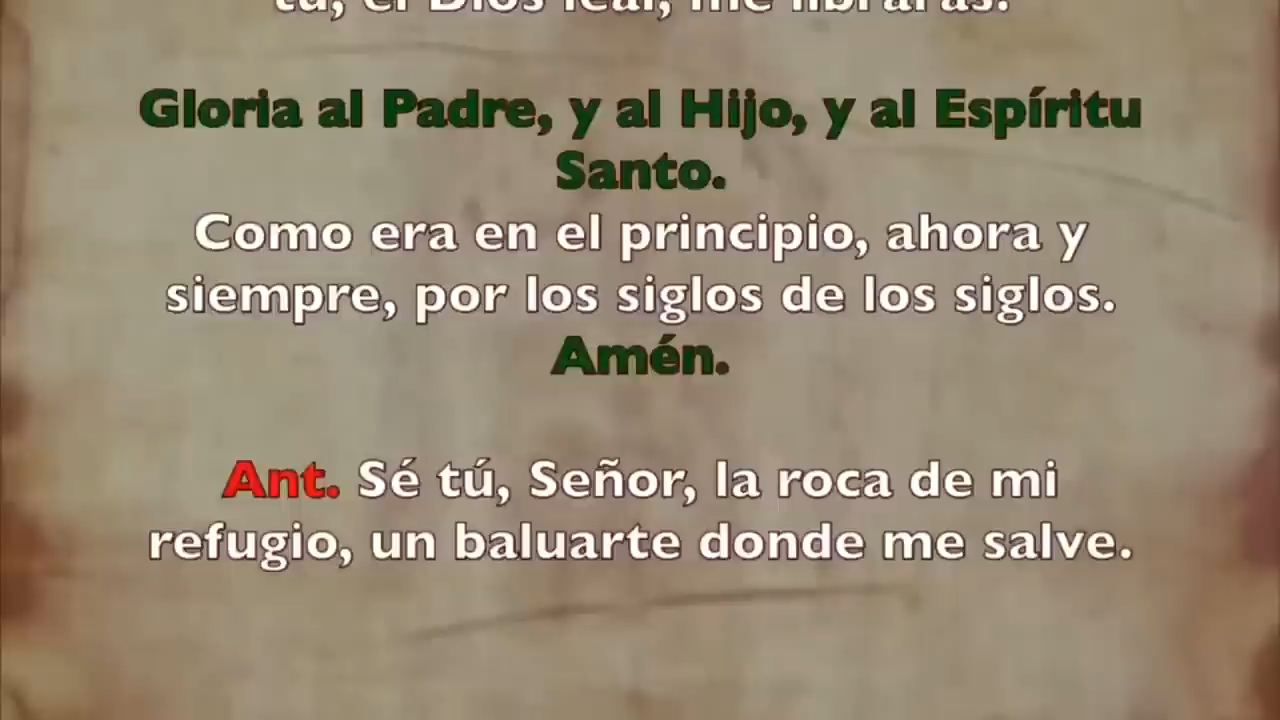 tú, el Dios leal, me librarás.
Gloria al Padre, y al Hijo, y al Espíritu
Santo.
Como era en el principio, ahora y
siempre, por los siglos de los siglos.
Amén.
Ant. Sé tú, Señor, la roca de mi
refugio, un baluarte donde me salve.